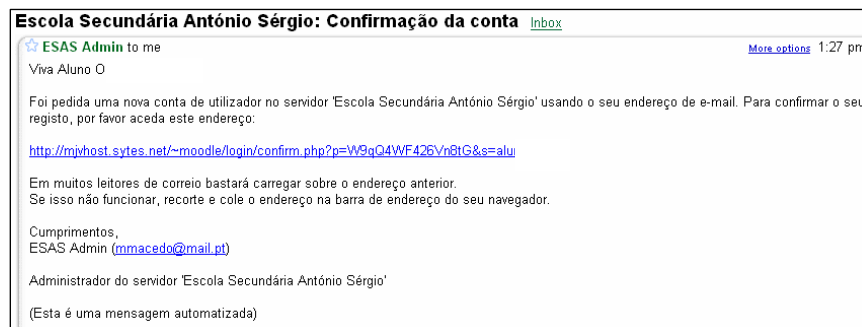 Escola Secundária António Sérgio: Confirmação da conta Inbox
ESAS Admin to me More options 1:27 pm
Viva Aluno O
Foi pedida uma nova conta de utilizador no servidor 'Escola Secundária António Sérgio' usando o seu endereço de e-mail. Para confirmar o seu
registo, por favor aceda este endereço:
http://mjvhost.sytes.net/~moodle/login/confirm.php?p=W9qQ4WF426Vn8tG&s=alu
Em muitos leitores de correio bastará carregar sobre o endereço anterior.
Se isso não funcionar, recorte e cole o endereço na barra de endereço do seu navegador.
Cumprimentos,
ESAS Admin (mmacedo@mail.pt)
Administrador do servidor 'Escola Secundária António Sérgio'
(Esta é uma mensagem automatizada)